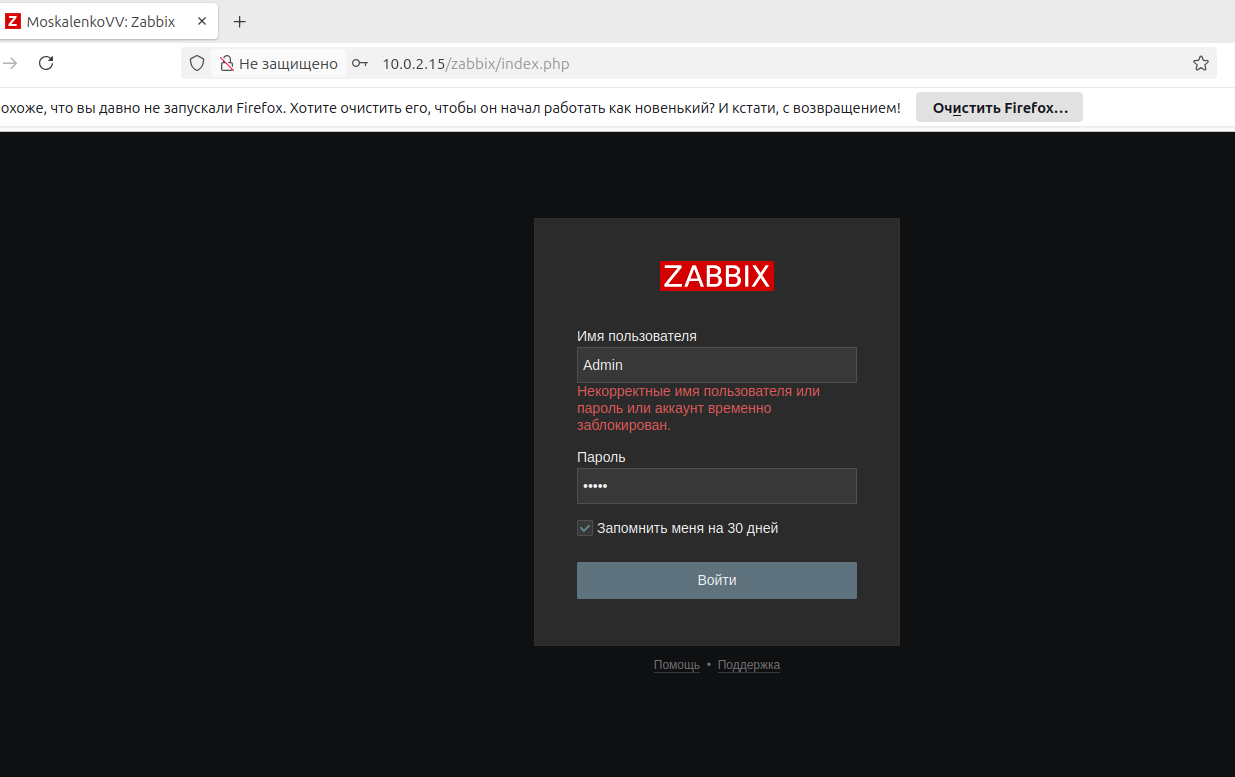 Z MoskalenkoVV: Zabbix
Не защищено 10.0.2.15/zabbix/index.php
охоже, что вы давно не запускали Firefox. Хотите очистить его, чтобы он начал работать как новенький? И кстати, с возвращением! Очистить Firefox...
ZABBIX
Имя пользователя
Admin
Некорректные имя пользователя или
пароль или аккаунт временно
заблокирован.
Пароль
•••••
Запомнить меня на 30 дней
Войти
Помощь • Поддержка